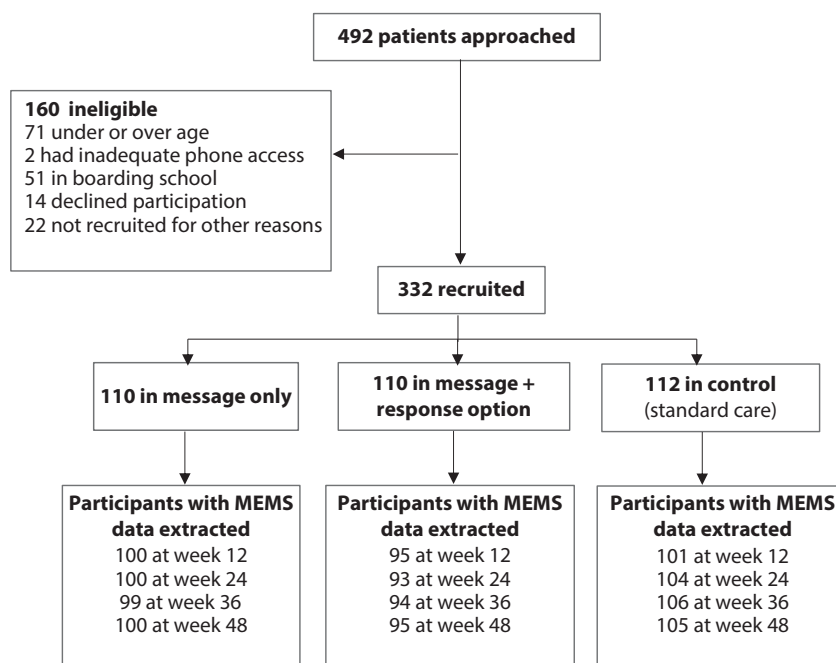 492 patients approached
160 ineligible
71 under or over age
2 had inadequate phone access
51 in boarding school
14 declined participation
22 not recruited for other reasons
332 recruited
110 in message only
110 in message +
response option
112 in control
(standard care)
Participants with MEMS
data extracted
100 at week 12
100 at week 24
99 at week 36
100 at week 48
Participants with MEMS
data extracted
95 at week 12
93 at week 24
94 at week 36
95 at week 48
Participants with MEMS
data extracted
101 at week 12
104 at week 24
106 at week 36
105 at week 48